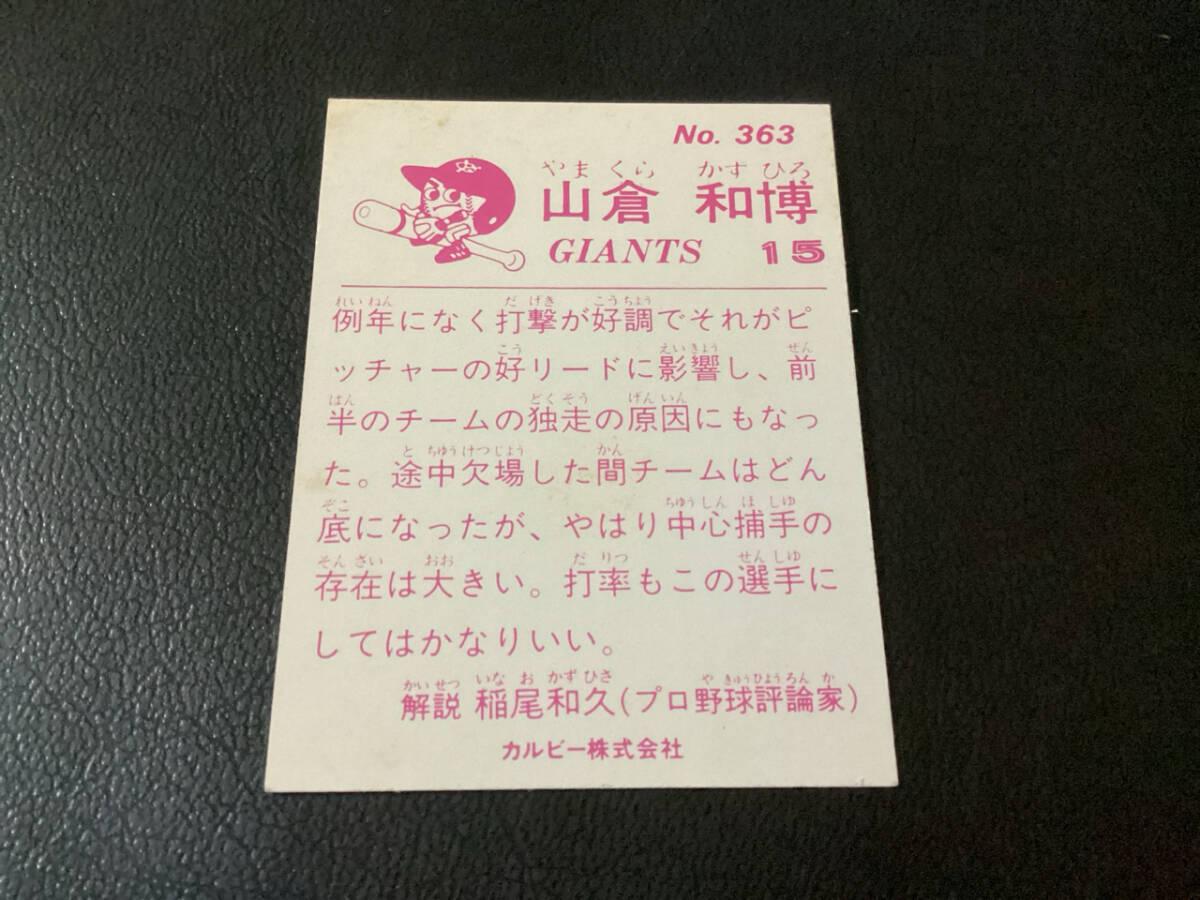 No. 363
やま くら かず ひろ
山倉 和博
GIANTS 15
れい ねん だ げき こう ちょう
例年になく打撃が好調でそれがピ
こう えい きょう ぜん
ッチャーの好リードに影響し、前
はん どく そう げん いん
半のチームの独走の原因にもなっ
と ちゅう けつ じょう かん
た。途中欠場した間チームはどん
ぞこ ちゅう しん ほ しゅ
底になったが、やはり中心捕手の
そん ざい おお だ りつ せん しゅ
存在は大きい。打率もこの選手に
してはかなりいい。
かい せつ いな お かず ひさ や きゅう ひょう ろん か
解説 稲尾和久(プロ野球評論家)
カルビー株式会社